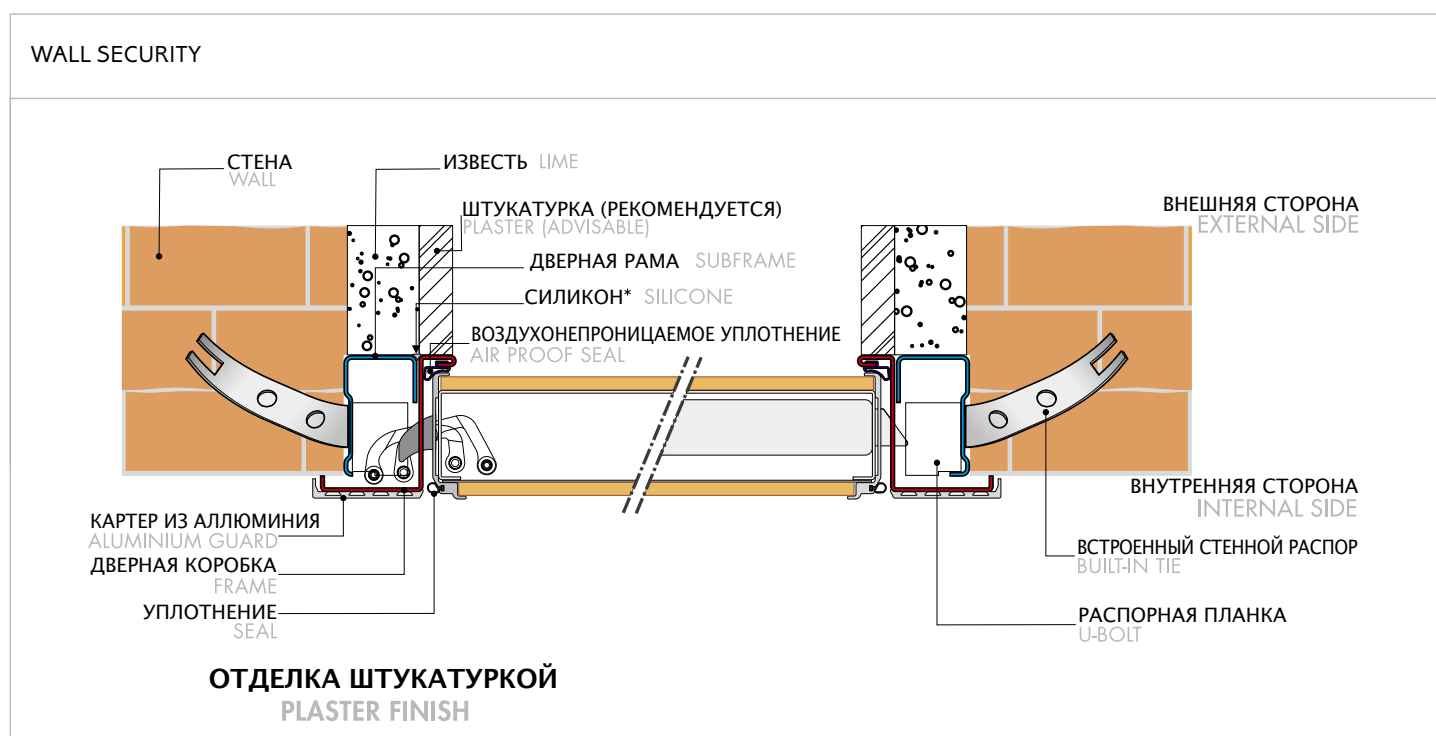 WALL SECURITY
СТЕНА
WALL
ИЗВЕСТЬ LIME
ШТУКАТУРКА (РЕКОМЕНДУЕТСЯ)
PLASTER (ADVISABLE)
ВНЕШНЯЯ СТОРОНА
EXTERNAL SIDE
ДВЕРНАЯ РАМА SUBFRAME
СИЛИКОН* SILICONE
ВОЗДУХОНЕПРОНИЦАЕМОЕ УПЛОТНЕНИЕ
AIR PROOF SEAL
ВНУТРЕННЯЯ СТОРОНА
INTERNAL SIDE
КАРТЕР ИЗ АЛЛЮМИНИЯ
ALUMINIUM GUARD
ВСТРОЕННЫЙ СТЕННОЙ РАСПОР
BUILT-IN TIE
ДВЕРНАЯ КОРОБКА
FRAME
УПЛОТНЕНИЕ
SEAL
РАСПОРНАЯ ПЛАНКА
U-BOLT
ОТДЕЛКА ШТУКАТУРКОЙ
PLASTER FINISH